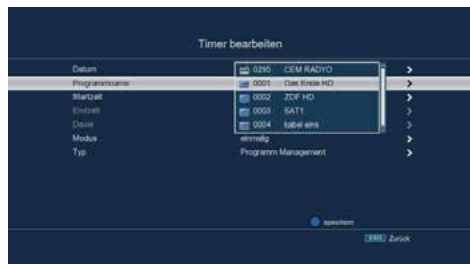 Timer bearbeiten
Datum
0295 CEM RADYO
Programmname
0001 Das Erste HD
Startzeit
0002 ZDF HD
Endzeit
0003 SAT1
Dauer
0004 kabel eins
Modus einmalig
Typ Programm Management
speichern
EXIT Zurück